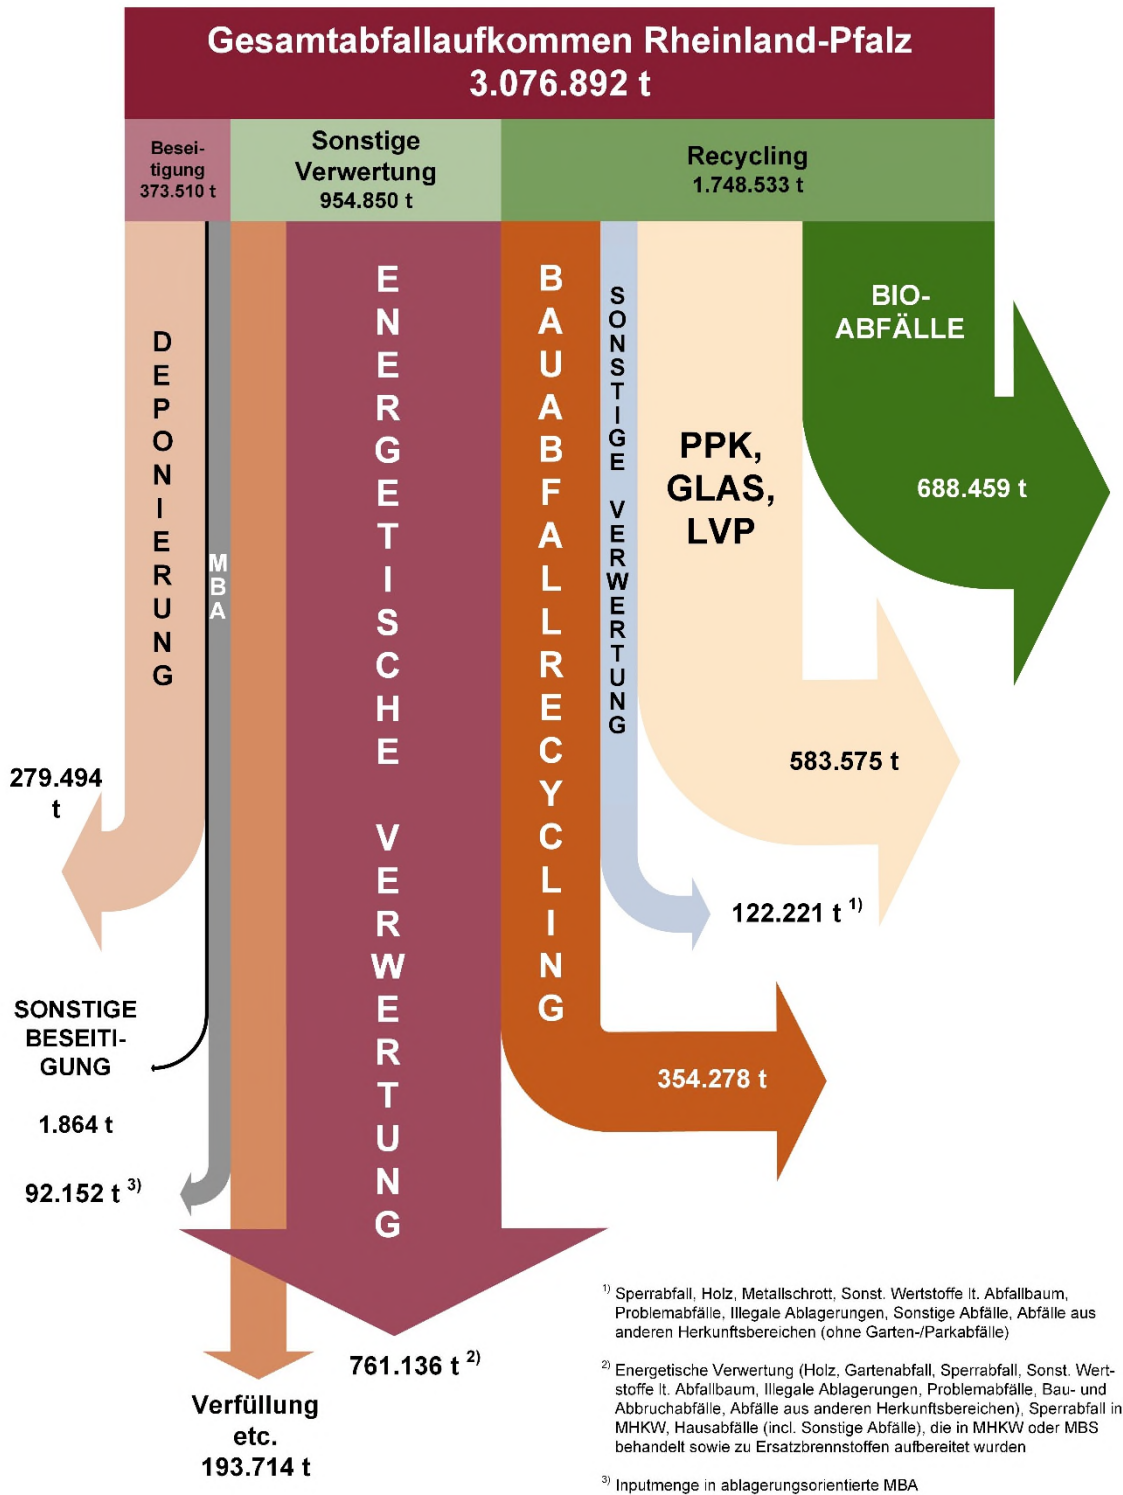 Gesamtabfallaufkommen Rheinland-Pfalz
3.076.892 t
Besei-
tigung
373.510 t
Sonstige
Verwertung
954.850 t
Recycling
1.748.533 t
DEPONIERUNG
MBA
ENERGETISCHE VERWERTUNG
BAUABFALLRECYCLING
SONSTIGE VERWERTUNG
PPK,
GLAS,
LVP
BIO-
ABFÄLLE
688.459 t
583.575 t
279.494
t
122.221 t 1)
SONSTIGE
BESEITI-
GUNG
1.864 t
354.278 t
92.152 t 3)
761.136 t 2)
Verfüllung
etc.
193.714 t
1) Sperrabfall, Holz, Metallschrott, Sonst. Wertstoffe lt. Abfallbaum,
Problemabfälle, Illegale Ablagerungen, Sonstige Abfälle, Abfälle aus
anderen Herkunftsbereichen (ohne Garten-/Parkabfälle)
2) Energetische Verwertung (Holz, Gartenabfall, Sperrabfall, Sonst. Wert-
stoffe lt. Abfallbaum, Illegale Ablagerungen, Problemabfälle, Bau- und
Abbruchabfälle, Abfälle aus anderen Herkunftsbereichen), Sperrabfall in
MHKW, Hausabfälle (incl. Sonstige Abfälle), die in MHKW oder MBS
behandelt sowie zu Ersatzbrennstoffen aufbereitet wurden
3) Inputmenge in ablagerungsorientierte MBA